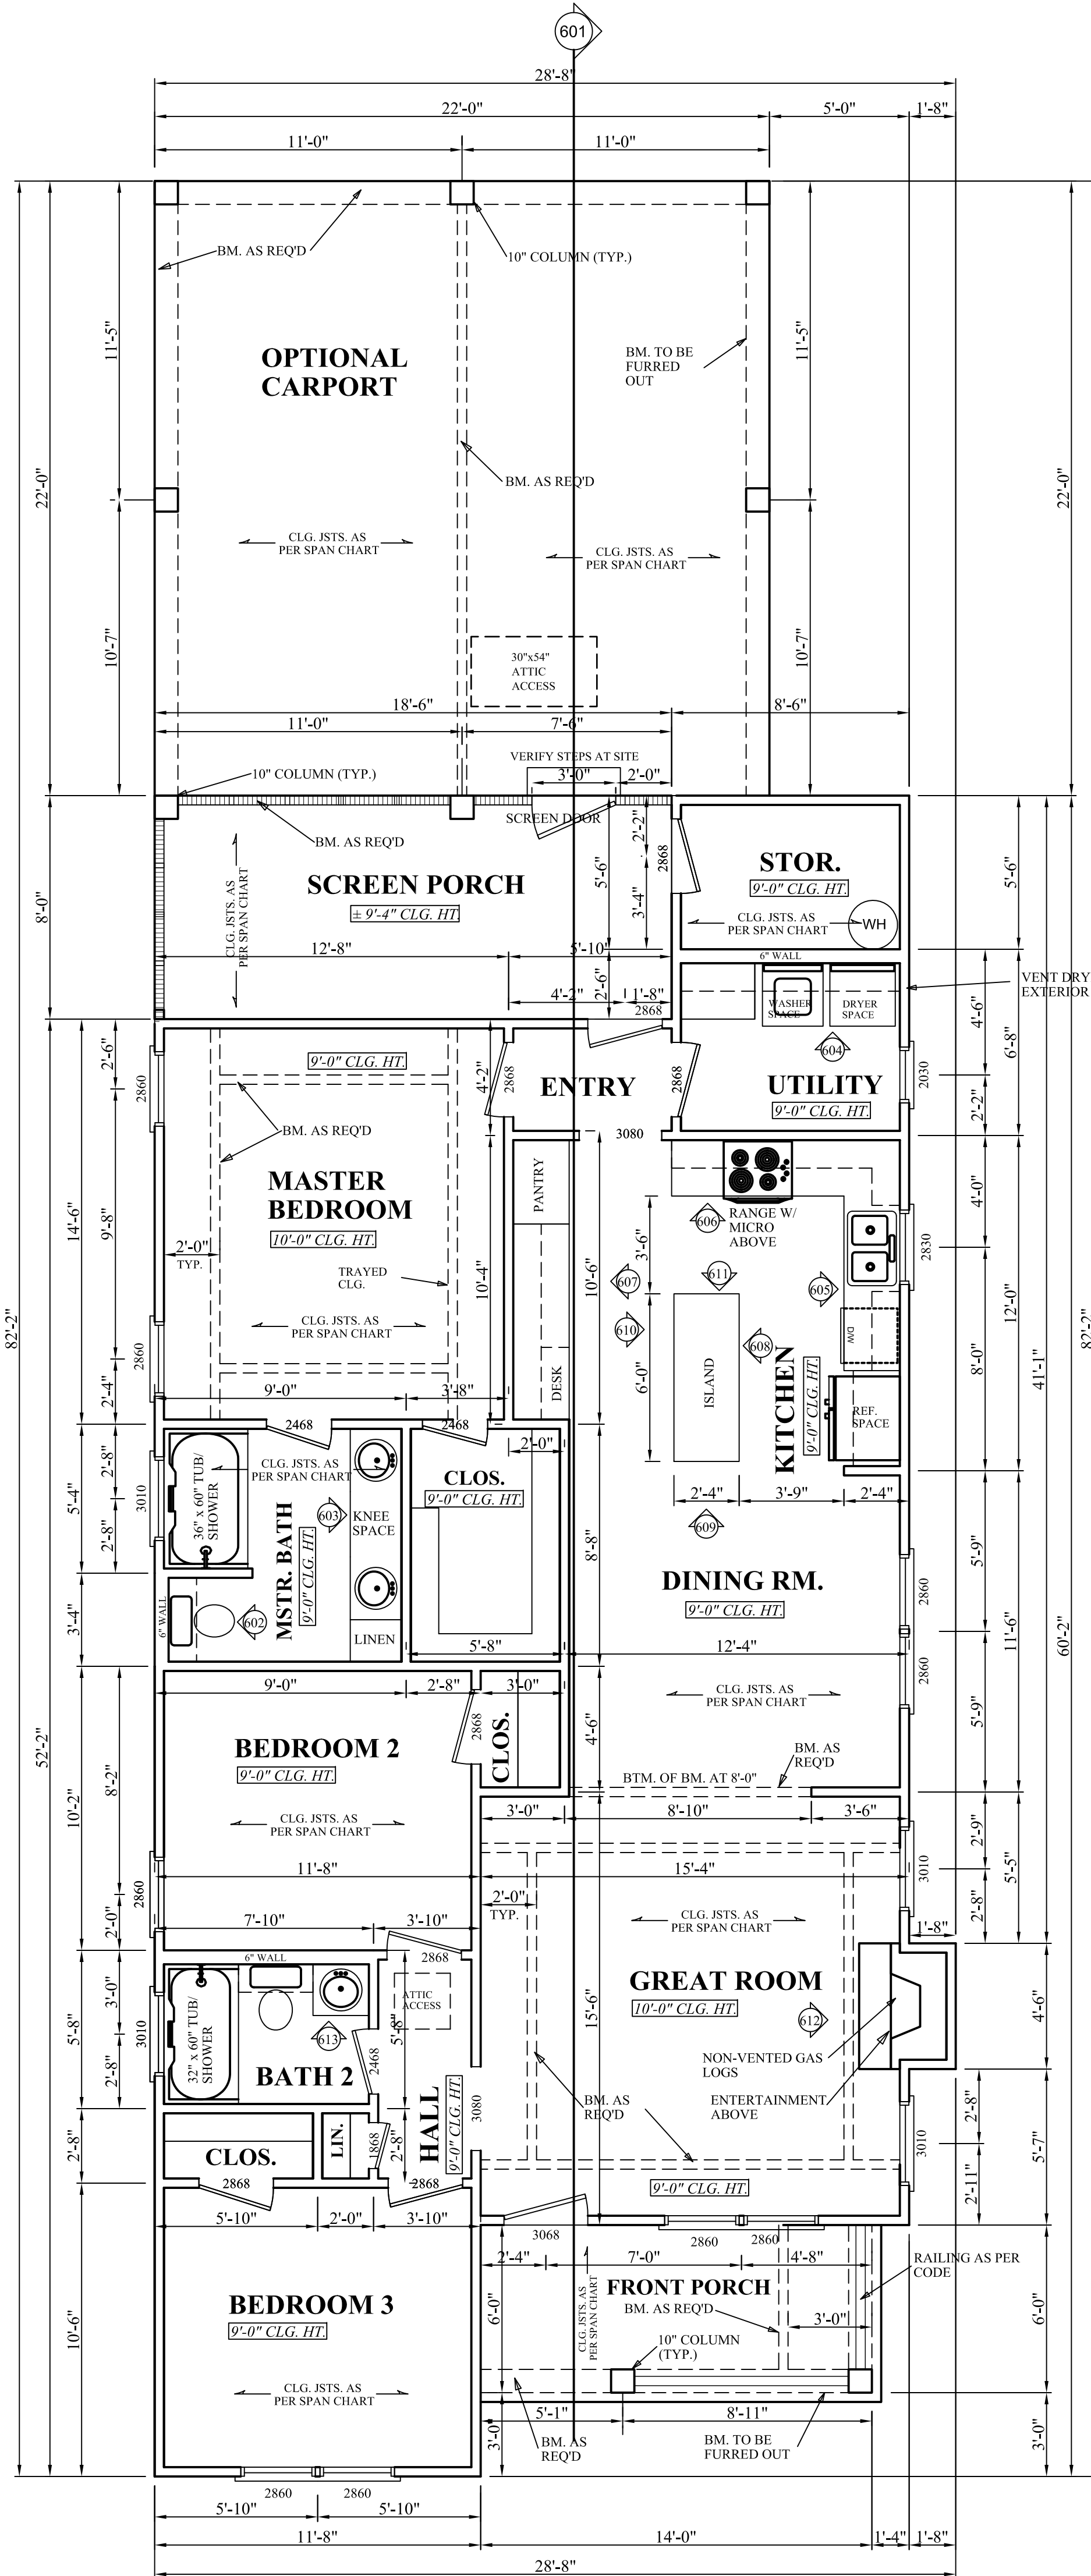 601
28'-8"
22'-0"
5'-0"
1'-8"
11'-0"
11'-0"
BM. AS REQ'D
10" COLUMN (TYP.)
11'-5"
11'-5"
OPTIONAL
CARPORT
BM. TO BE
FURRED
OUT
22'-0"
22'-0"
BM. AS REQ'D
CLG. JSTS. AS
PER SPAN CHART
CLG. JSTS. AS
PER SPAN CHART
10'-7"
10'-7"
30"x54"
ATTIC
ACCESS
18'-6"
8'-6"
11'-0"
7'-6"
VERIFY STEPS AT SITE
10" COLUMN (TYP.)
3'-0"
2'-0"
SCREEN DOOR
BM. AS REQ'D
2'-2"
2868
5'-6"
3'-4"
STOR.
9'-0" CLG. HT.
5'-6"
SCREEN PORCH
± 9'-4" CLG. HT.
8'-0"
CLG. JSTS. AS
PER SPAN CHART
CLG. JSTS. AS
PER SPAN CHART
WH
12'-8"
5'-10"
6" WALL
2'-6"
4'-2"
1'-8"
2868
WASHER
SPACE
DRYER
SPACE
VENT DRY
EXTERIOR
4'-6"
6'-8"
604
2'-6"
2860
9'-0" CLG. HT.
4'-2"
2868
ENTRY
2868
UTILITY
9'-0" CLG. HT.
2030
2'-2"
BM. AS REQ'D
3080
MASTER
BEDROOM
10'-0" CLG. HT.
PANTRY
606
RANGE W/
MICRO
ABOVE
4'-0"
14'-6"
9'-8"
2'-0"
TYP.
TRAYED
CLG.
10'-4"
10'-6"
3'-6"
607
611
605
2830
12'-0"
82'-2"
82'-2"
CLG. JSTS. AS
PER SPAN CHART
610
608
D/W
8'-0"
41'-1"
2860
2'-4"
9'-0"
3'-8"
DESK
6'-0"
ISLAND
KITCHEN
9'-0" CLG. HT.
REF.
SPACE
2468
2468
2'-0"
5'-4"
2'-8"
2'-8"
3010
36" x 60" TUB/
SHOWER
CLG. JSTS. AS
PER SPAN CHART
CLOS.
9'-0" CLG. HT.
2'-4"
3'-9"
2'-4"
603
KNEE
SPACE
609
MSTR. BATH
9'-0" CLG. HT.
8'-8"
5'-9"
DINING RM.
9'-0" CLG. HT.
2860
11'-6"
3'-4"
6" WALL
602
LINEN
5'-8"
12'-4"
60'-2"
2860
9'-0"
2'-8"
3'-0"
CLG. JSTS. AS
PER SPAN CHART
5'-9"
52'-2"
BEDROOM 2
9'-0" CLG. HT.
2868
CLOS.
4'-6"
BM. AS
REQ'D
BTM. OF BM. AT 8'-0"
10'-2"
8'-2"
CLG. JSTS. AS
PER SPAN CHART
3'-0"
8'-10"
3'-6"
2'-9"
5'-5"
11'-8"
15'-4"
3010
2860
2'-0"
2'-0"
TYP.
2'-8"
7'-10"
3'-10"
CLG. JSTS. AS
PER SPAN CHART
1'-8"
6" WALL
2868
ATTIC
ACCESS
GREAT ROOM
10'-0" CLG. HT.
612
5'-8"
3'-0"
2'-8"
3010
32" x 60" TUB/
SHOWER
613
BATH 2
2468
5'-8"
15'-6"
4'-6"
NON-VENTED GAS
LOGS
ENTERTAINMENT
ABOVE
BM. AS
REQ'D
3080
HALL
9'-0" CLG. HT.
2'-8"
CLOS.
LIN.
1868
2'-8"
2'-8"
3010
5'-7"
2'-11"
2868
2868
9'-0" CLG. HT.
5'-10"
2'-0"
3'-10"
3068
2860
2860
2'-4"
7'-0"
4'-8"
RAILING AS PER
CODE
BEDROOM 3
9'-0" CLG. HT.
FRONT PORCH
BM. AS REQ'D
3'-0"
6'-0"
6'-0"
CLG. JSTS. AS
PER SPAN CHART
10" COLUMN
(TYP.)
10'-6"
CLG. JSTS. AS
PER SPAN CHART
5'-1"
8'-11"
3'-0"
3'-0"
BM. AS
REQ'D
BM. TO BE
FURRED OUT
2860
2860
5'-10"
5'-10"
11'-8"
14'-0"
1'-4"
1'-8"
28'-8"